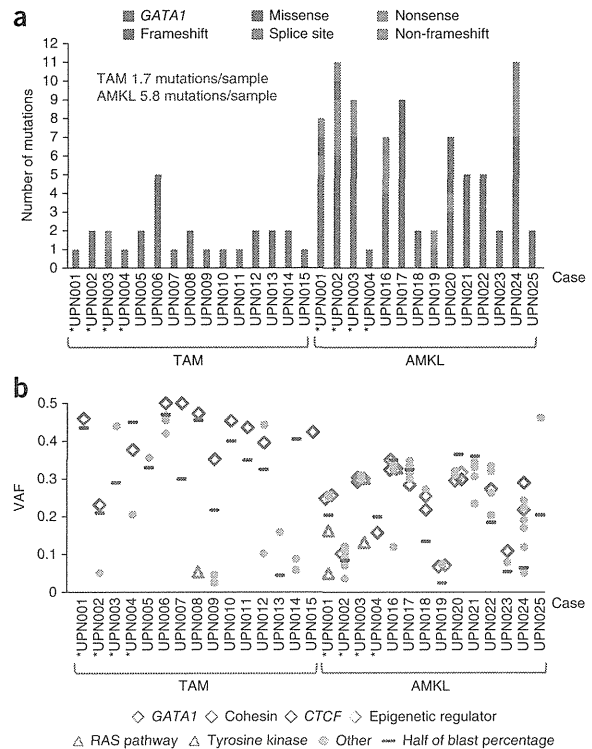 a
GATA1 Missense Nonsense
Frameshift Splice site Non-frameshift
Number of mutations
12
11
10
9
8
7
6
5
4
3
2
1
0
TAM 1.7 mutations/sample
AMKL 5.8 mutations/sample
*UPN001
*UPN002
*UPN003
*UPN004
UPN005
UPN006
UPN007
UPN008
UPN009
UPN010
UPN011
UPN012
UPN013
UPN014
UPN015
*UPN001
*UPN002
*UPN003
*UPN004
UPN016
UPN017
UPN018
UPN019
UPN020
UPN021
UPN022
UPN023
UPN024
UPN025
Case
TAM AMKL
b
VAF
0.5
0.4
0.3
0.2
0.1
0
*UPN001
*UPN002
*UPN003
*UPN004
UPN005
UPN006
UPN007
UPN008
UPN009
UPN010
UPN011
UPN012
UPN013
UPN014
UPN015
*UPN001
*UPN002
*UPN003
*UPN004
UPN016
UPN017
UPN018
UPN019
UPN020
UPN021
UPN022
UPN023
UPN024
UPN025
Case
TAM AMKL
GATA1 Cohesin CTCF Epigenetic regulator
RAS pathway Tyrosine kinase Other Half of blast percentage